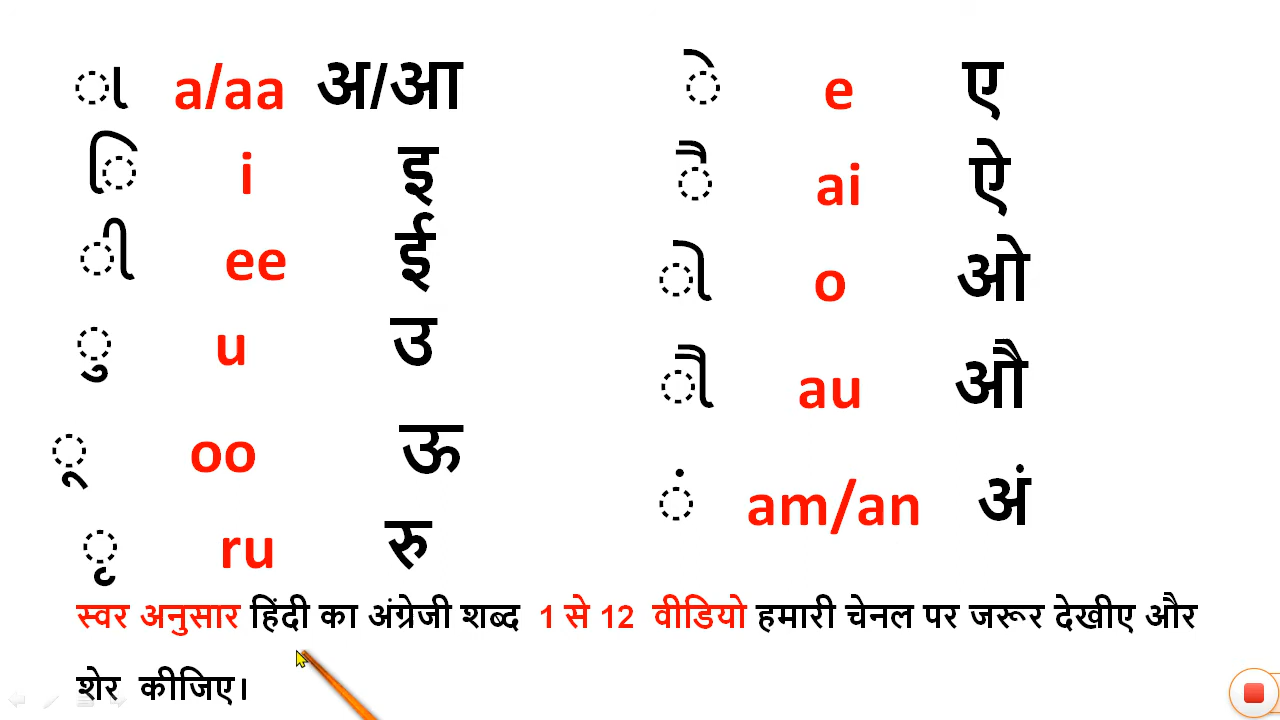 ા a/aa अ/आ
િ i इ
ી ee ई
ુ u उ
ૂ oo ऊ
ૃ ru रु
ે e ए
ૈ ai ऐ
ો o ओ
ૌ au औ
ં am/an अं
स्वर अनुसार हिंदी का अंग्रेजी शब्द 1 से 12 वीडियो हमारी चेनल पर जरूर देखीए और
शेर कीजिए।